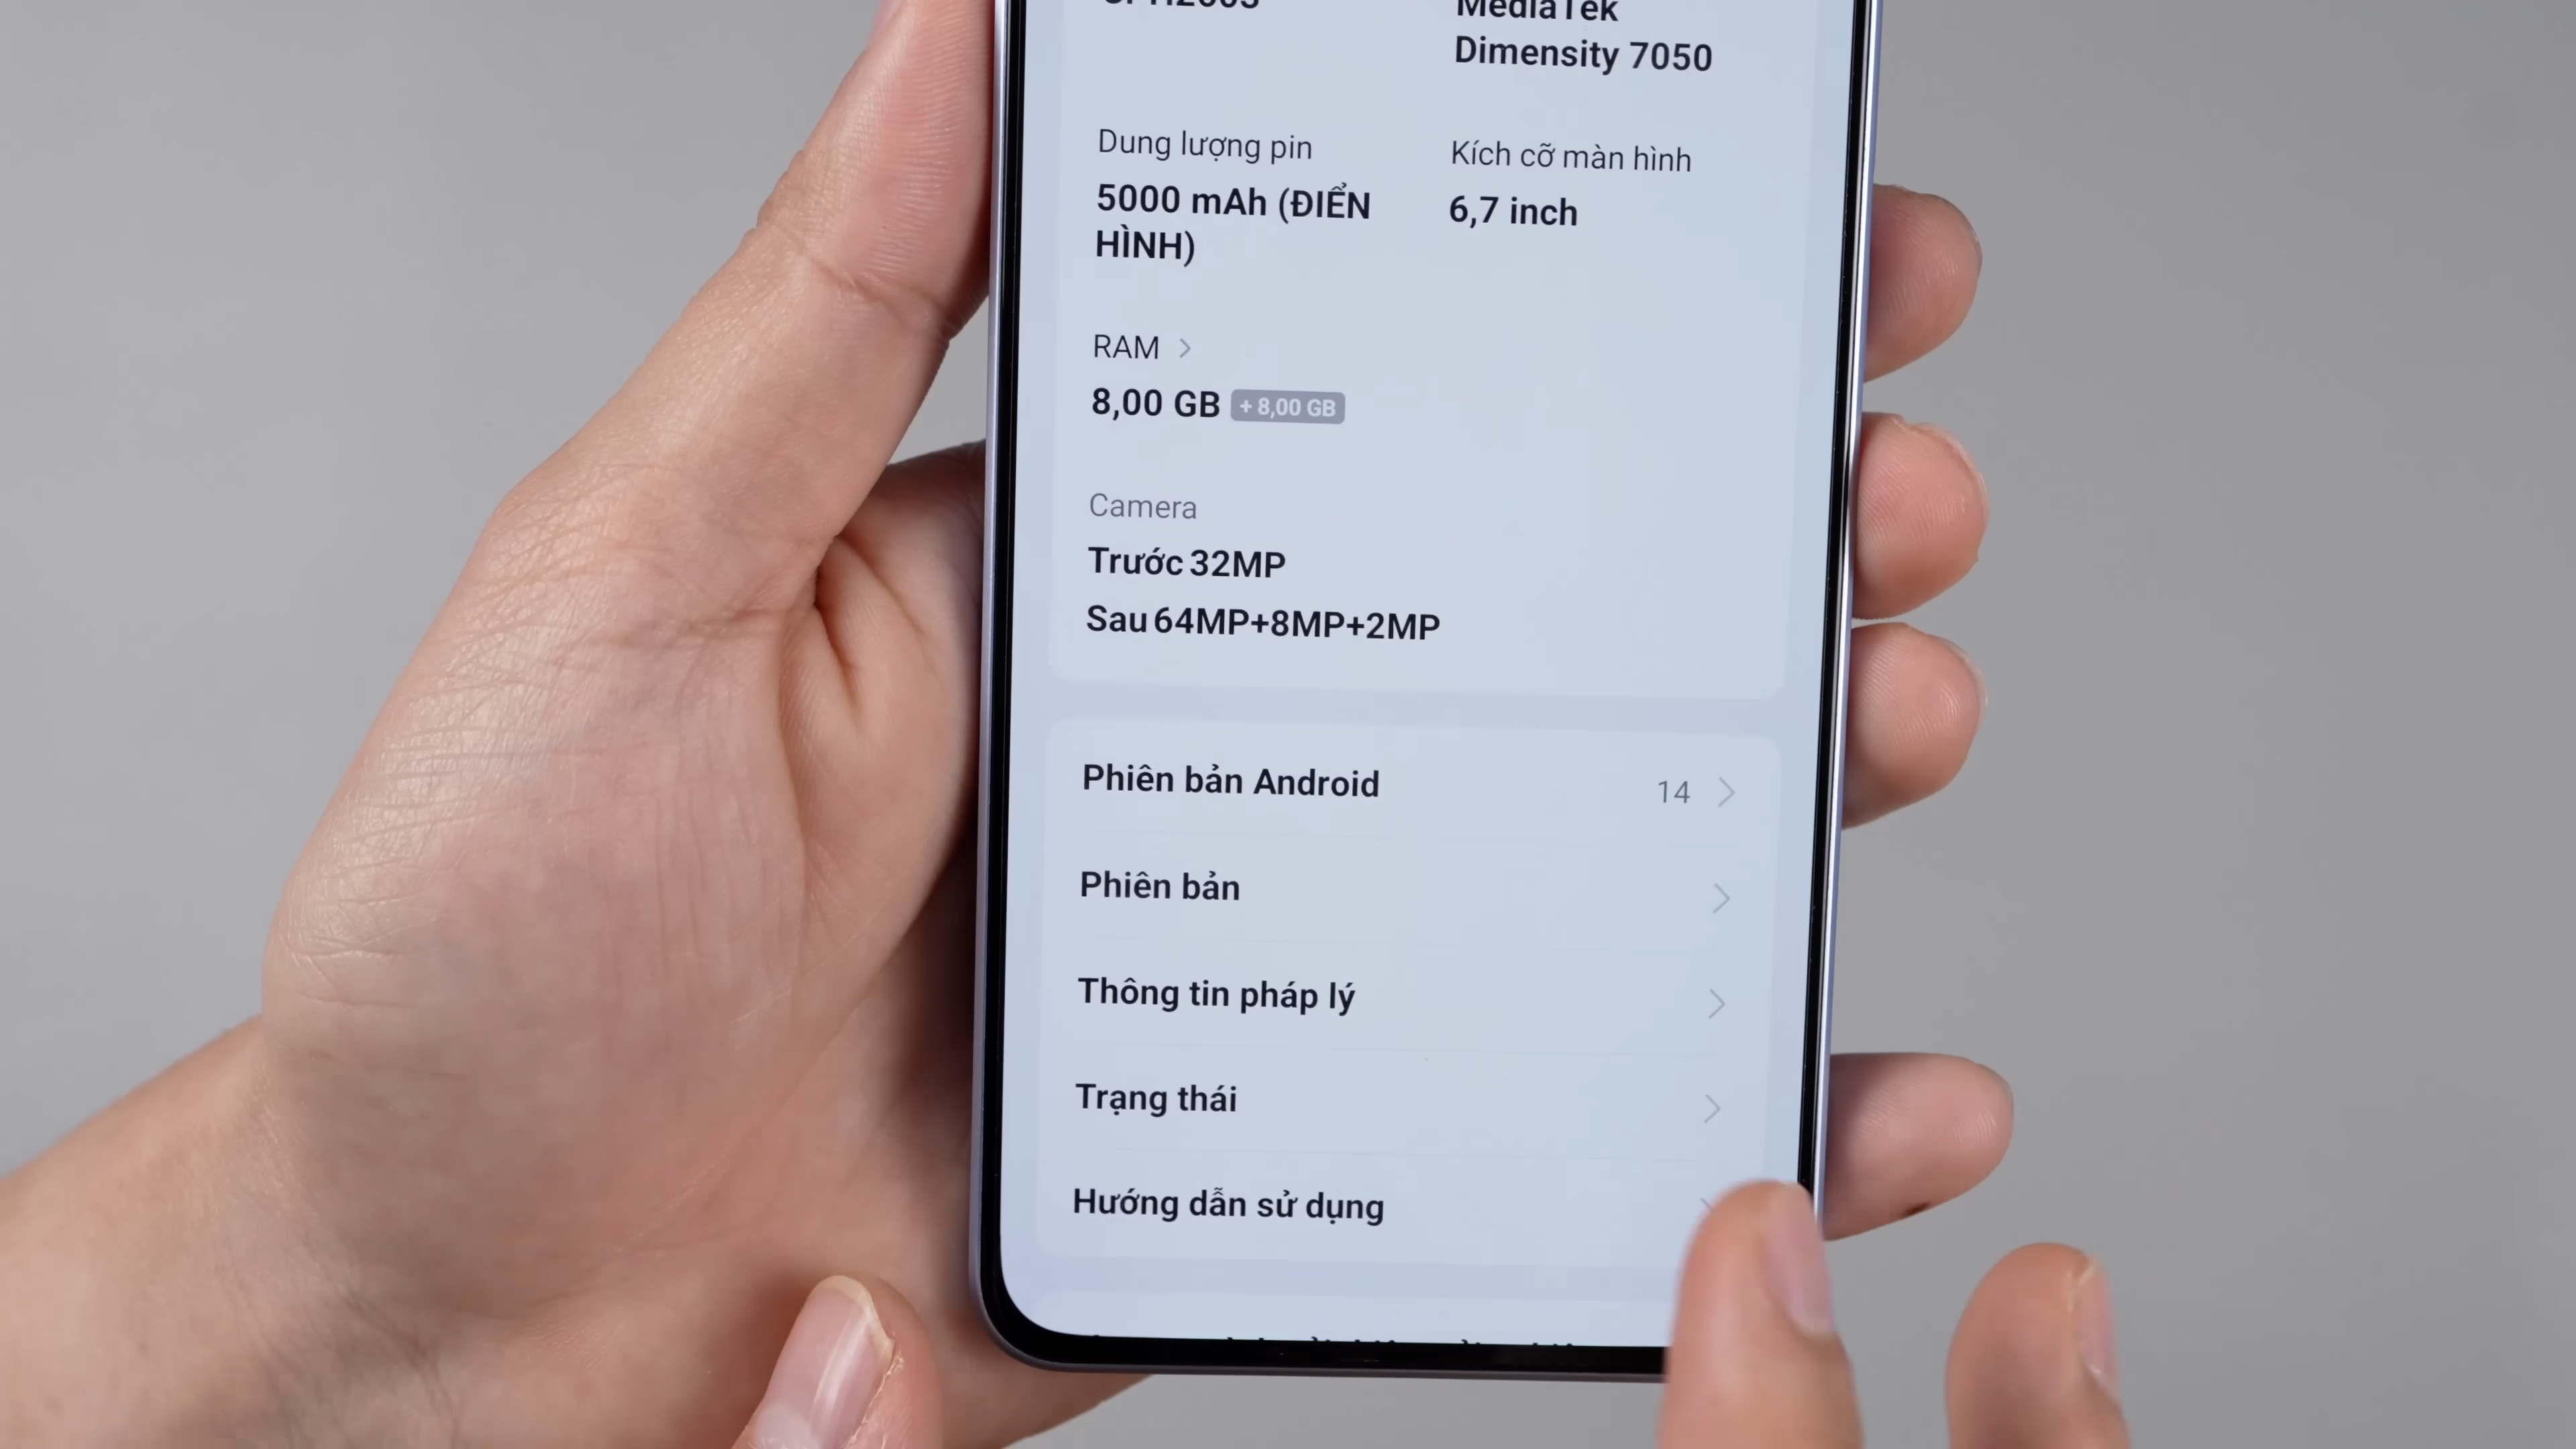 MediaTek
Dimensity 7050
Dung lượng pin
Kích cỡ màn hình
5000 mAh (ĐIỂN
HÌNH)
6,7 inch
RAM
8,00 GB + 8,00 GB
Camera
Trước 32MP
Sau 64MP+8MP+2MP
Phiên bản Android 14
Phiên bản
Thông tin pháp lý
Trạng thái
Hướng dẫn sử dụng